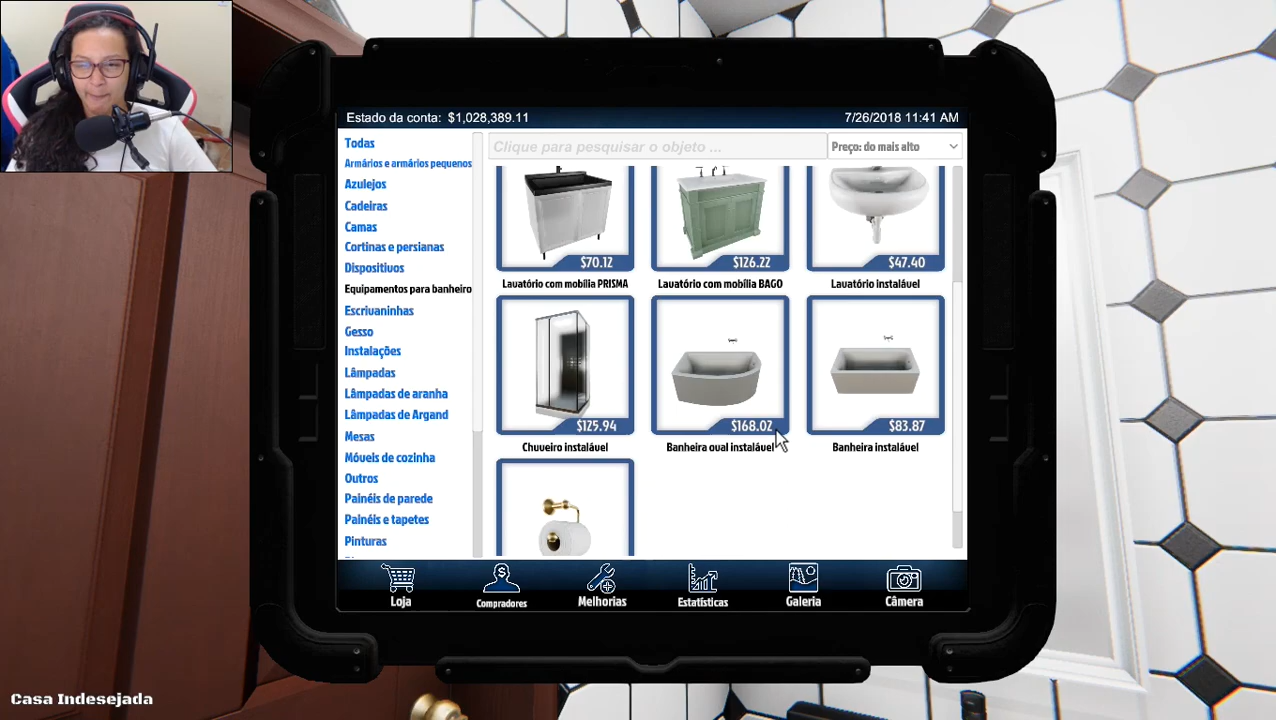 Estado da conta: $1,028,389.11
7/26/2018 11:41 AM
Todas
Armários e armários pequenos
Azulejos
Cadeiras
Camas
Cortinas e persianas
Dispositivos
Equipamentos para banheiro
Escrivaninhas
Gesso
Instalações
Lâmpadas
Lâmpadas de aranha
Lâmpadas de Argand
Mesas
Móveis de cozinha
Outros
Painéis de parede
Painéis e tapetes
Pinturas
Clique para pesquisar o objeto ...
Preço: do mais alto
$70.12
$126.22
$47.40
Lavatório com mobília PRISMA
Lavatório com mobília BAGO
Lavatório instalável
$125.94
$168.02
$83.87
Chuveiro instalável
Banheira oval instalável
Banheira instalável
Loja
Compradores
Melhorias
Estatísticas
Galeria
Câmera
Casa Indesejada